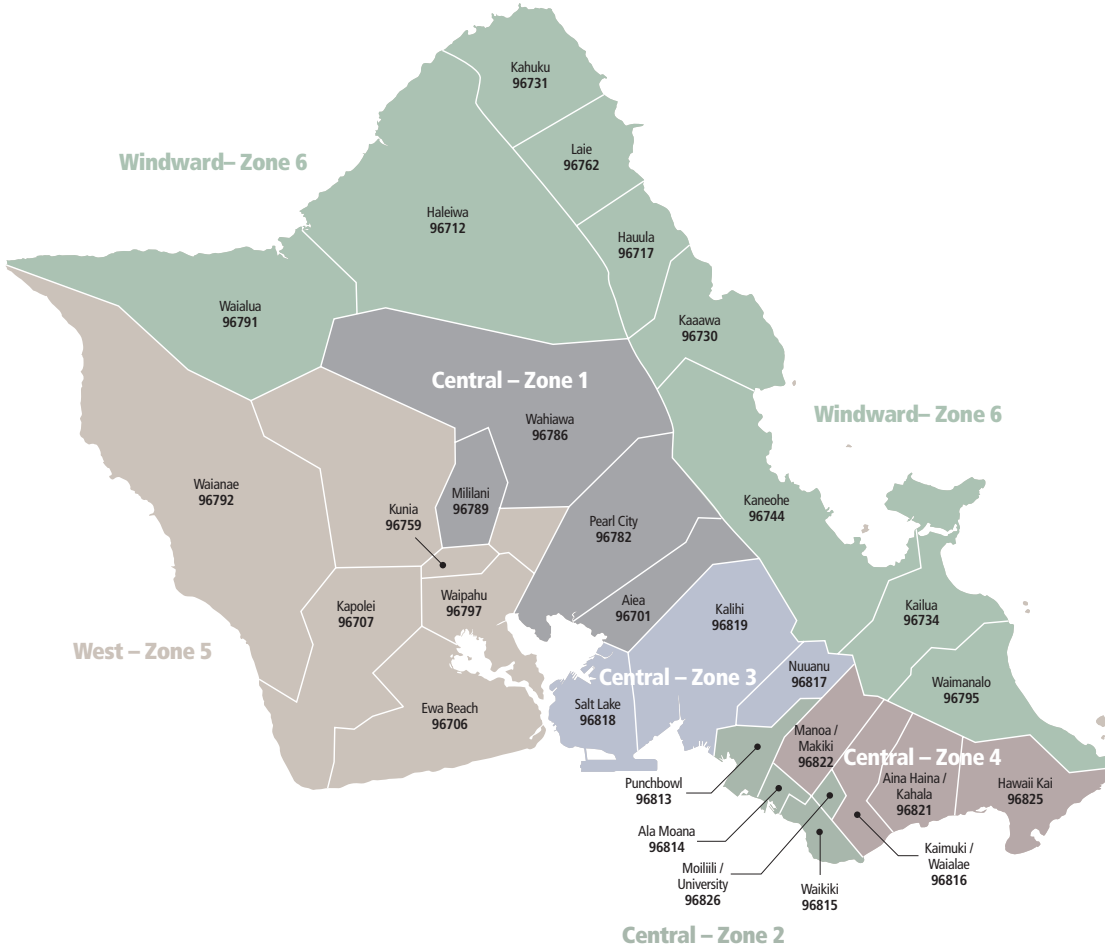 Kahuku
96731
Laie
96762
Windward– Zone 6
Haleiwa
96712
Hauula
96717
Waialua
96791
Kaaawa
96730
Central – Zone 1
Wahiawa
96786
Windward– Zone 6
Waianae
96792
Mililani
96789
Kunia
96759
Kaneohe
96744
Pearl City
96782
Waipahu
96797
Kapolei
96707
Aiea
96701
Kalihi
96819
Kailua
96734
West – Zone 5
Central – Zone 3
Nuuanu
96817
Waimanalo
96795
Ewa Beach
96706
Salt Lake
96818
Manoa /
Makiki
96822
Central – Zone 4
Aina Haina /
Kahala
96821
Hawaii Kai
96825
Punchbowl
96813
Ala Moana
96814
Moiliili /
University
96826
Waikiki
96815
Kaimuki /
Waialae
96816
Central – Zone 2